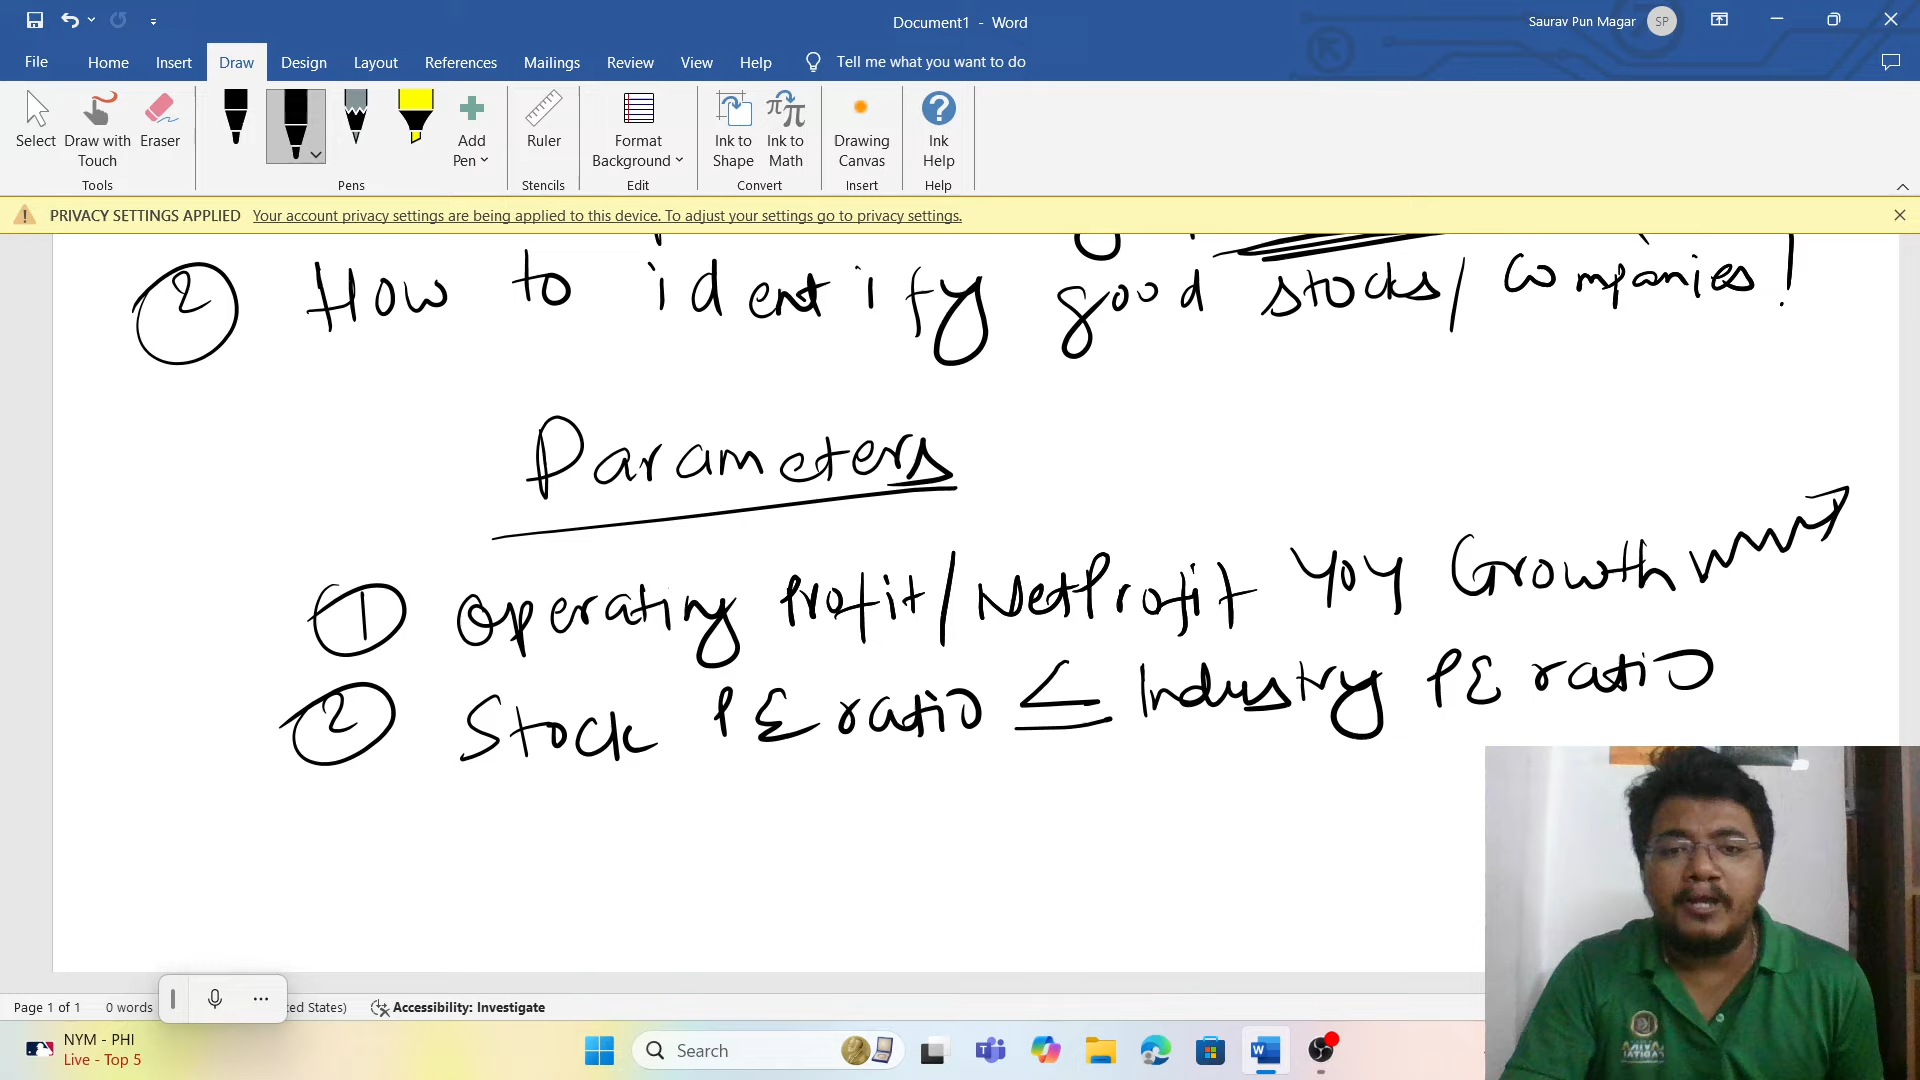 Document1 - Word
Saurav Pun Magar SP
File Home Insert Draw Design Layout References Mailings Review View Help Tell me what you want to do
Select Draw with Touch Eraser Add Pen Ruler Format Background Ink to Shape Ink to Math Drawing Canvas Ink Help
Tools Pens Stencils Edit Convert Insert Help
PRIVACY SETTINGS APPLIED Your account privacy settings are being applied to this device. To adjust your settings go to privacy settings.
② How to identify good stocks/ companies!
Parameters
① Operating Profit/NetProfit YOY Growth
② Stock PE ratio ≤ Industry PE ratio
Page 1 of 1 0 words ed States) Accessibility: Investigate
NYM - PHI
Live - Top 5
Search